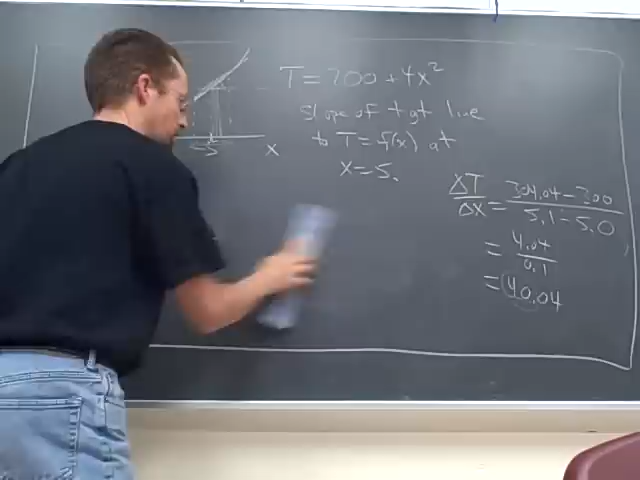 T = 200 + 4x²
slope of tgt line
to T = f(x) at
x = 5.
5
x
ΔT/Δx = (304.04 - 300)/(5.1 - 5.0)
= 4.04/0.1
= 40.04